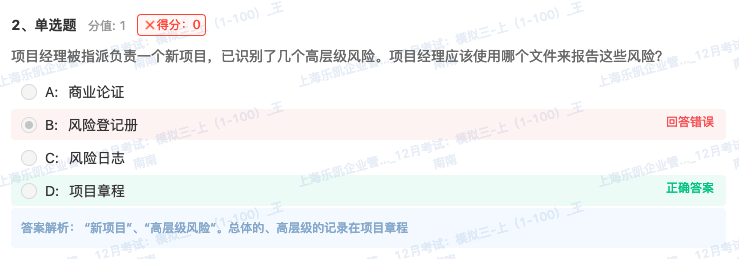 2、单选题 分值: 1 ×得分：0
项目经理被指派负责一个新项目，已识别了几个高层级风险。项目经理应该使用哪个文件来报告这些风险？
A: 商业论证
B: 风险登记册 回答错误
C: 风险日志
D: 项目章程 正确答案
答案解析： “新项目”、“高层级风险”。总体的、高层级的记录在项目章程
上海乐凯企业管..._12月考试：模拟三-上（1-100）_王
南南